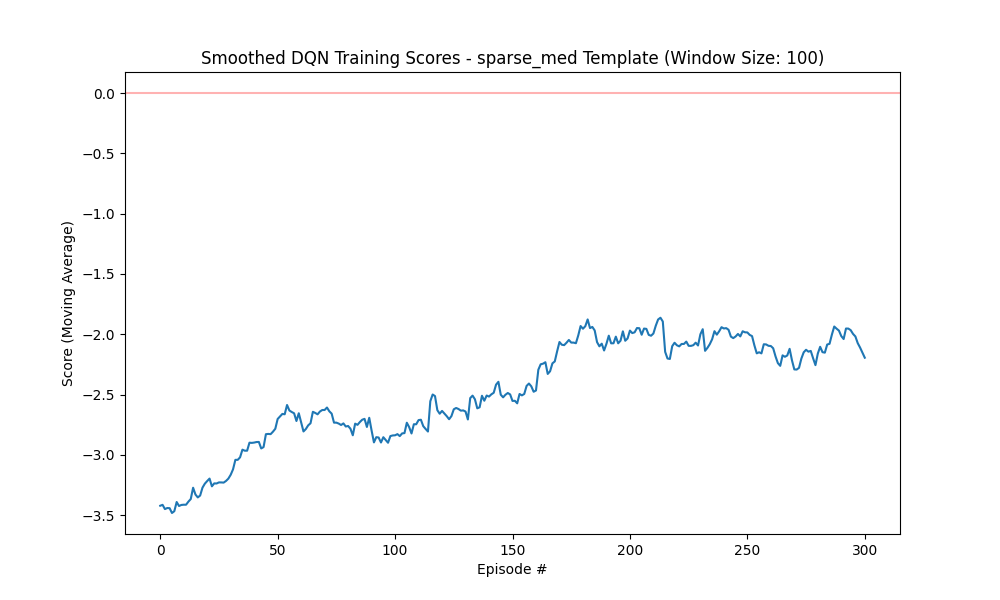 Smoothed DQN Training Scores - sparse_med Template (Window Size: 100)
0.0
−0.5
−1.0
−1.5
−2.0
−2.5
−3.0
−3.5
Score (Moving Average)
0 50 100 150 200 250 300
Episode #